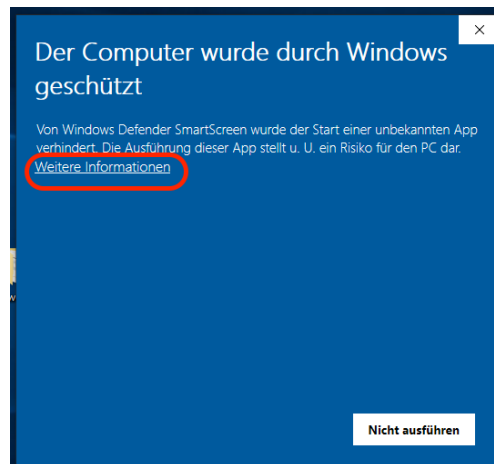 Der Computer wurde durch Windows
geschützt
Von Windows Defender SmartScreen wurde der Start einer unbekannten App
verhindert. Die Ausführung dieser App stellt u. U. ein Risiko für den PC dar.
Weitere Informationen
Nicht ausführen